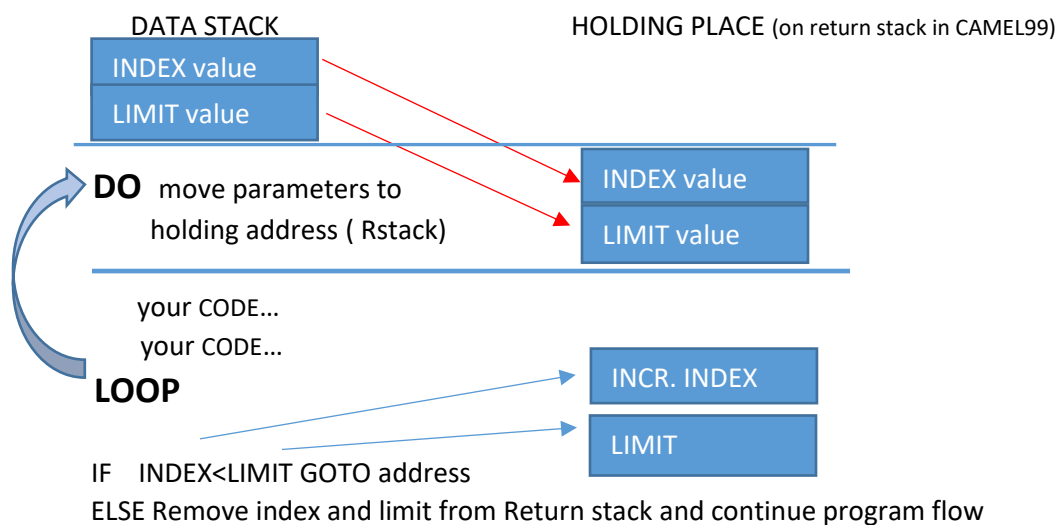 DATA STACK HOLDING PLACE (on return stack in CAMEL99)
INDEX value
LIMIT value
DO move parameters to
holding address ( Rstack)
INDEX value
LIMIT value
your CODE...
your CODE...
LOOP
INCR. INDEX
LIMIT
IF INDEX<LIMIT GOTO address
ELSE Remove index and limit from Return stack and continue program flow